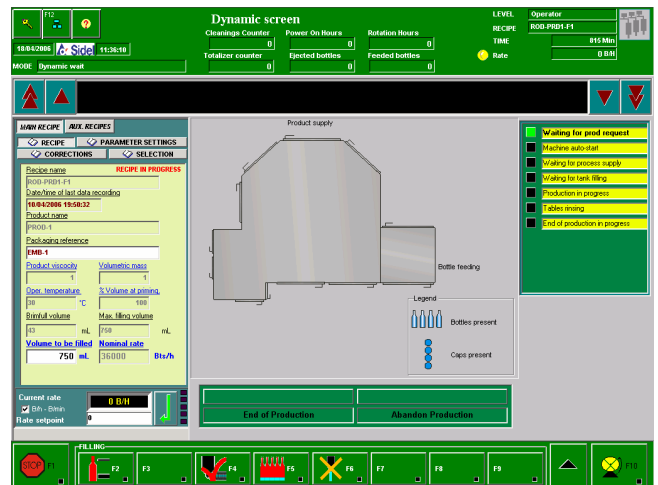 F12
?
Dynamic screen
LEVEL Operator
RECIPE ROD-PRD1-F1
TIME 815 Min
Rate 0 B/H
Cleanings Counter Power On Hours Rotation Hours
0 0 0
Totalizer counter Ejected bottles Feeded bottles
0 0 0
18/04/2006 Sidel 11:36:10
MODE Dynamic wait
MAIN RECIPE AUX. RECIPES
RECIPE PARAMETER SETTINGS
CORRECTIONS SELECTION
Recipe name RECIPE IN PROGRESS
ROD-PRD1-F1
Date/time of last data recording
10/04/2006 19:50:32
Product name
PROD-1
Packaging reference
EMB-1
Product viscocity Volumetric mass
1 1
Oper. temperature % Volume at priming.
30 °C 100
Brimfull volume Max. filling volume
43 mL 750 mL
Volume to be filled Nominal rate
750 mL 36000 Bts/h
Current rate 0 B/H
B/h - B/min
Rate setpoint 0
Product supply
Bottle feeding
Legend
Bottles present
Caps present
End of Production Abandon Production
Waiting for prod request
Machine auto-start
Waiting for process supply
Waiting for tank filling
Production in progress
Tables rinsing
End of production in progress
FILLING
STOP F1 F2 F3 F4 F5 F6 F7 F8 F9 F10